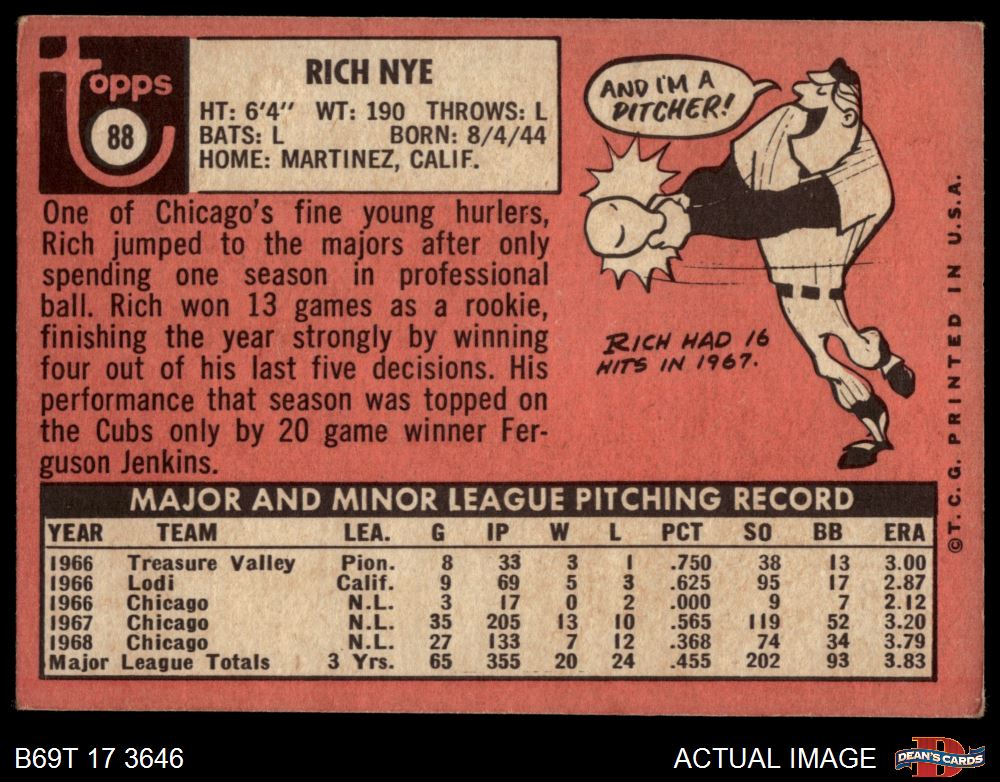 topps
88
RICH NYE
HT: 6'4" WT: 190 THROWS: L
BATS: L BORN: 8/4/44
HOME: MARTINEZ, CALIF.
One of Chicago's fine young hurlers,
Rich jumped to the majors after only
spending one season in professional
ball. Rich won 13 games as a rookie,
finishing the year strongly by winning
four out of his last five decisions. His
performance that season was topped on
the Cubs only by 20 game winner Fer-
guson Jenkins.
AND I'M A
PITCHER!
RICH HAD 16
HITS IN 1967.
©T.C.G. PRINTED IN U.S.A.
MAJOR AND MINOR LEAGUE PITCHING RECORD
YEAR TEAM LEA. G IP W L PCT SO BB ERA
1966 Treasure Valley Pion. 8 33 3 1 .750 38 13 3.00
1966 Lodi Calif. 9 69 5 3 .625 95 17 2.87
1966 Chicago N.L. 3 17 0 2 .000 9 7 2.12
1967 Chicago N.L. 35 205 13 10 .565 119 52 3.20
1968 Chicago N.L. 27 133 7 12 .368 74 34 3.79
Major League Totals 3 Yrs. 65 355 20 24 .455 202 93 3.83
B69T 17 3646
ACTUAL IMAGE
D
DEAN'S CARDS